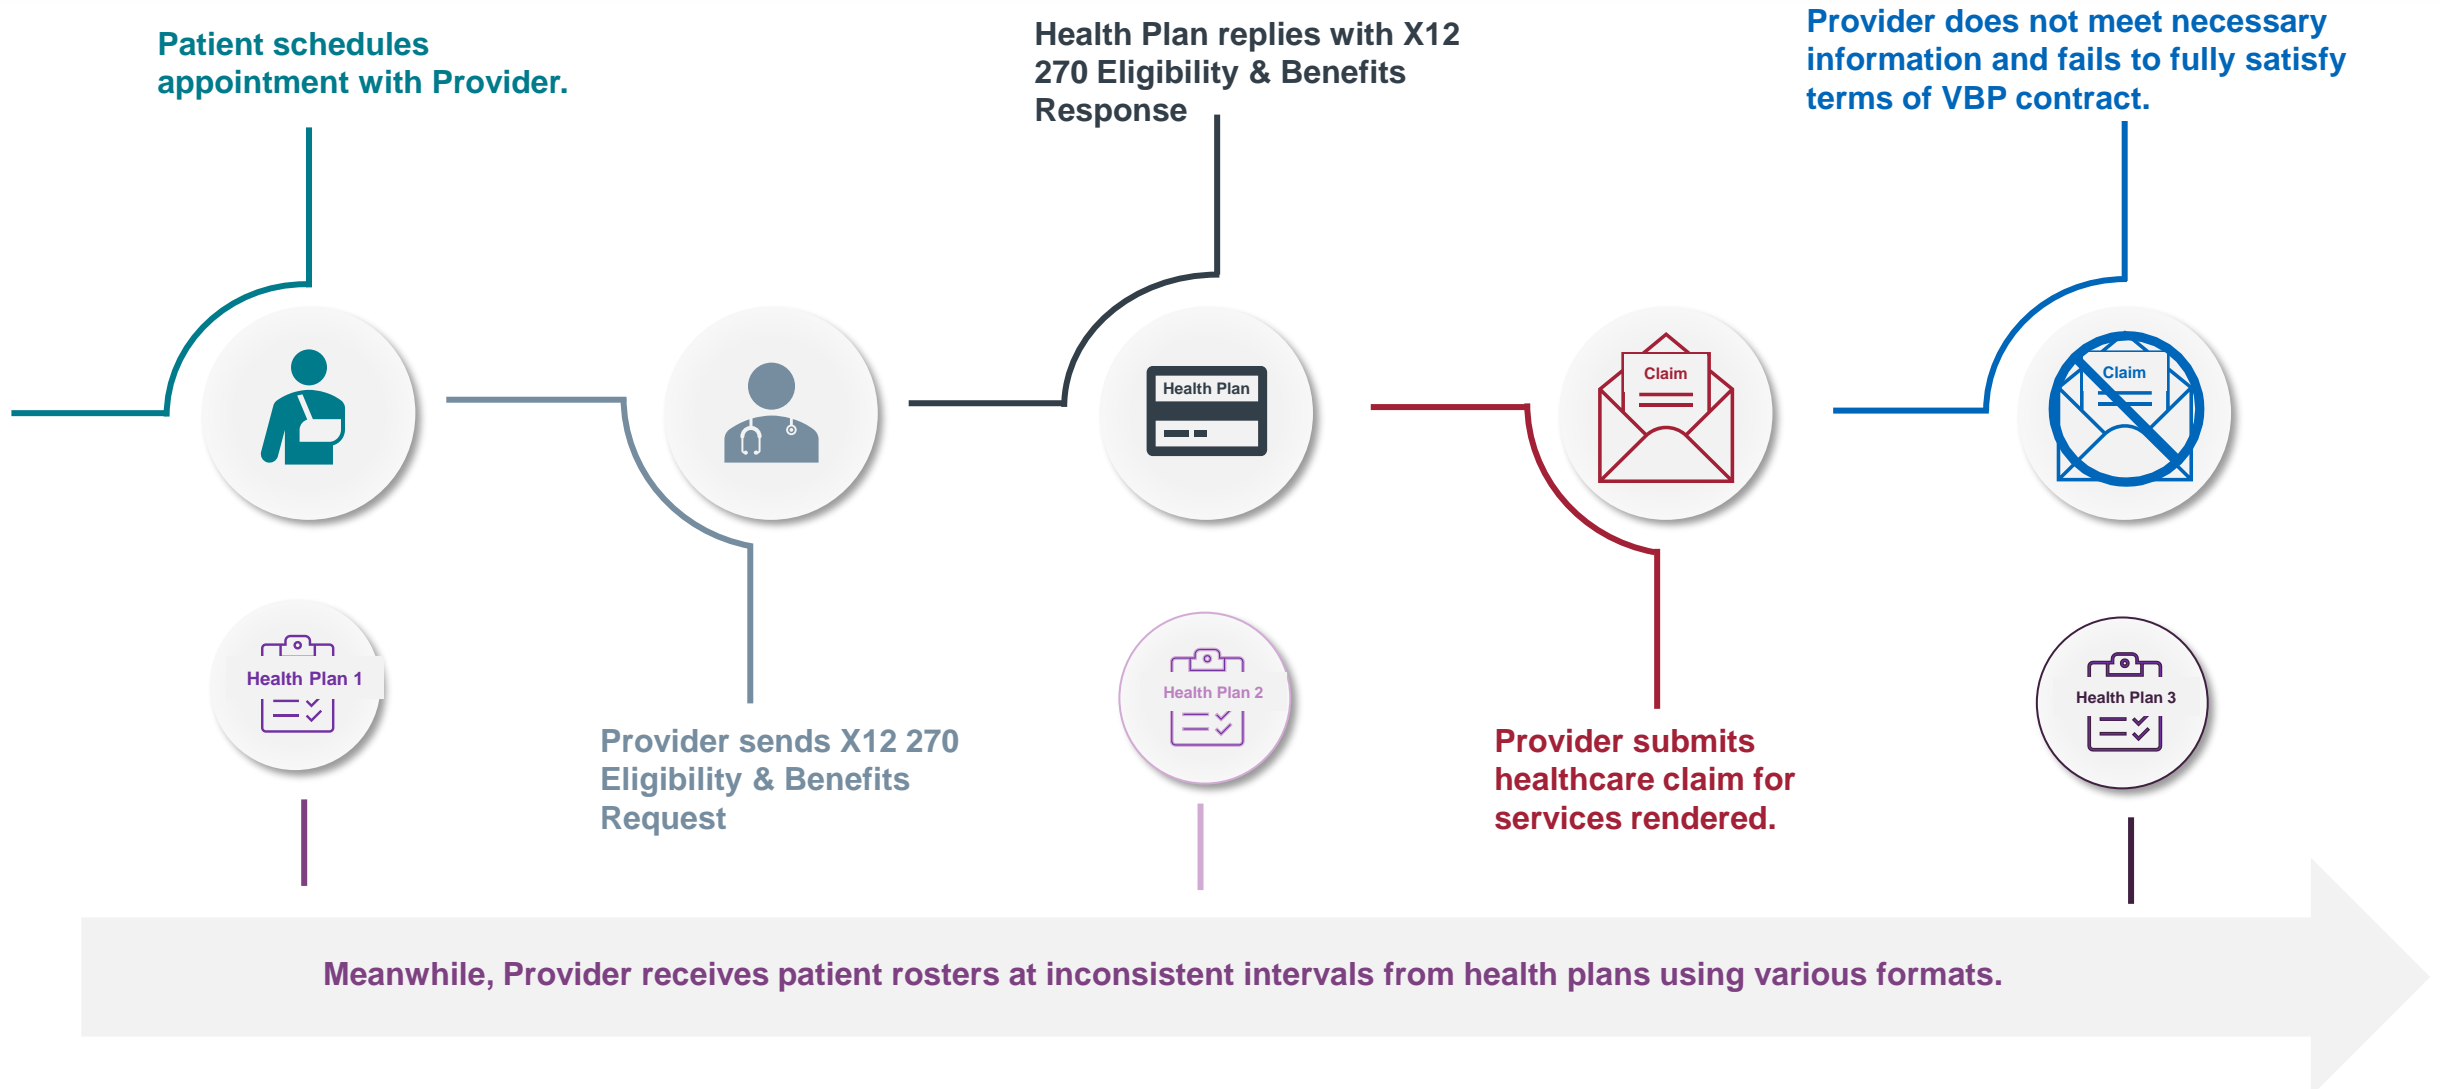 Patient schedules
appointment with Provider.
Health Plan replies with X12
270 Eligibility & Benefits
Response
Provider does not meet necessary
information and fails to fully satisfy
terms of VBP contract.
Health Plan
Claim
Claim
Health Plan 1
Health Plan 2
Health Plan 3
Provider sends X12 270
Eligibility & Benefits
Request
Provider submits
healthcare claim for
services rendered.
Meanwhile, Provider receives patient rosters at inconsistent intervals from health plans using various formats.